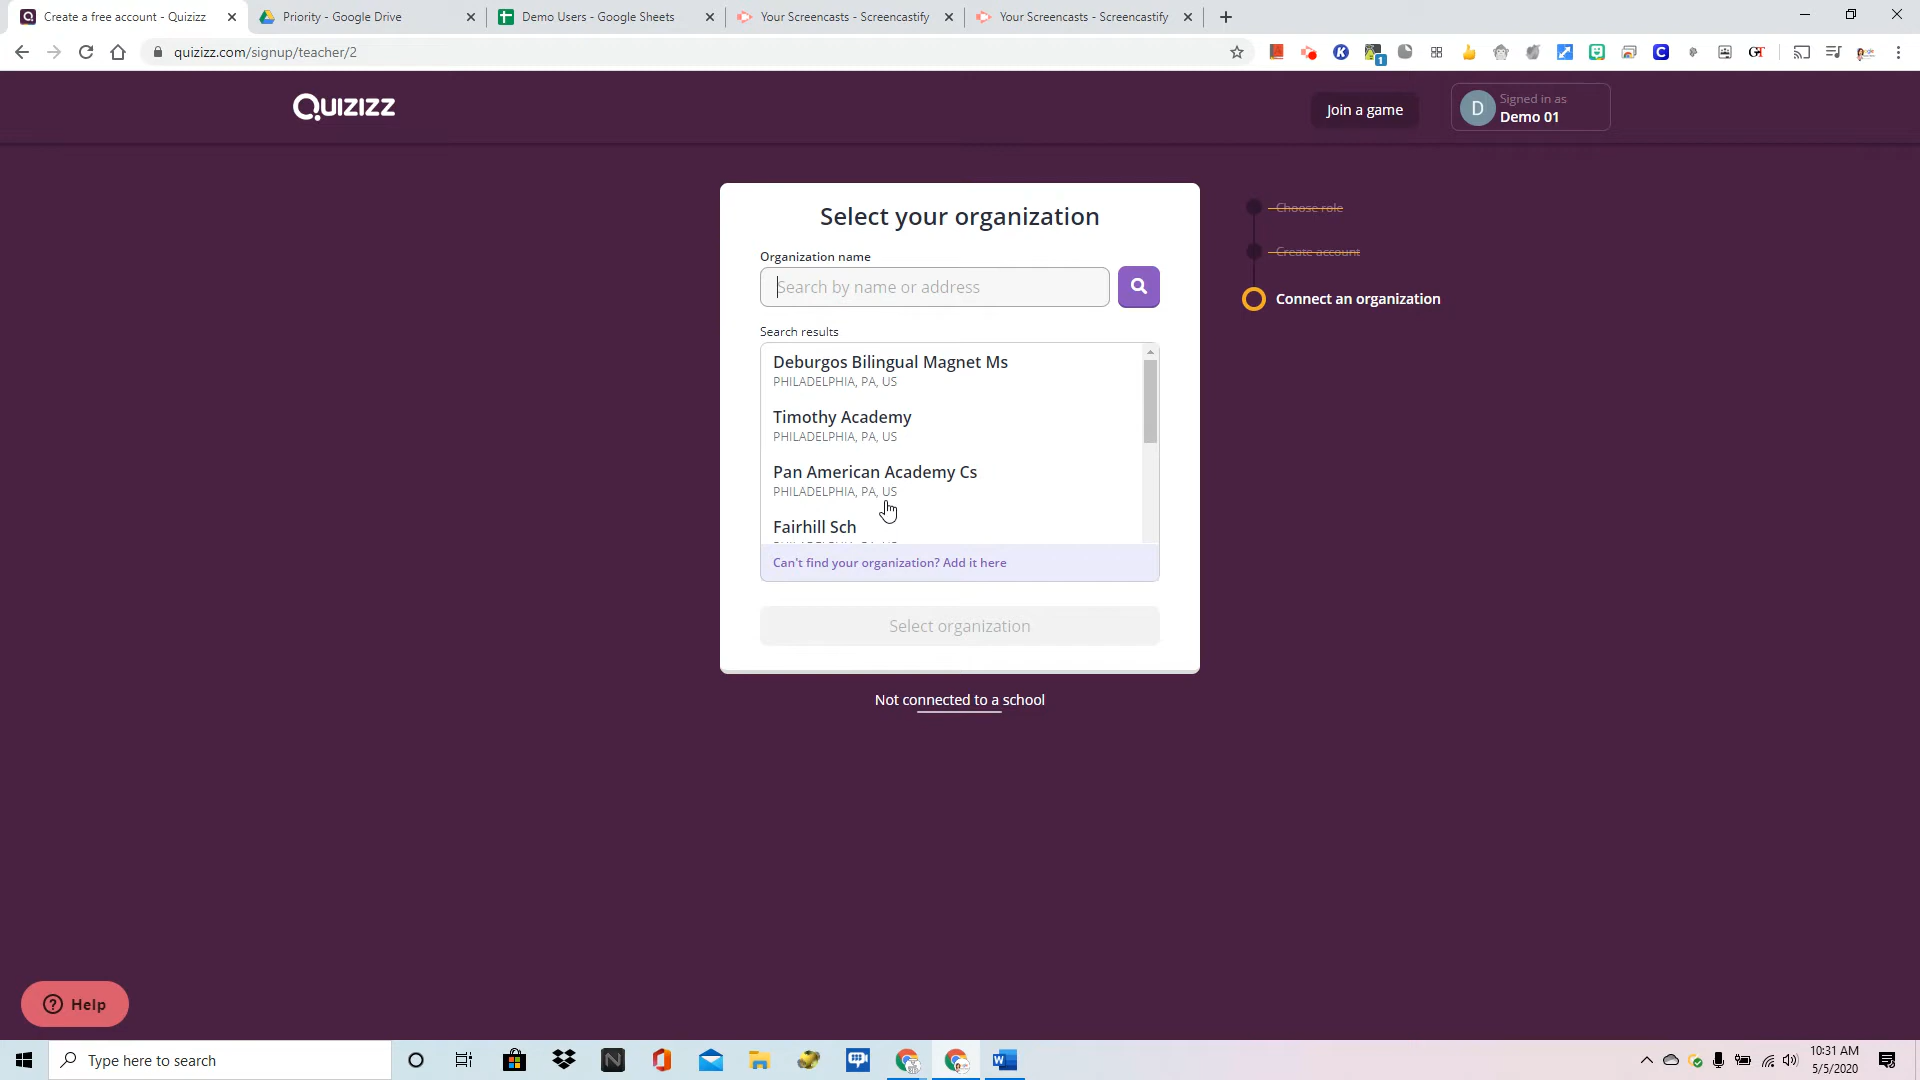 Create a free account - Quizizz
Priority - Google Drive
Demo Users - Google Sheets
Your Screencasts - Screencastify
Your Screencasts - Screencastify
quizizz.com/signup/teacher/2
QUIZIZZ
Join a game
D
Signed in as
Demo 01
Select your organization
Organization name
Search by name or address
Search results
Deburgos Bilingual Magnet Ms
PHILADELPHIA, PA, US
Timothy Academy
PHILADELPHIA, PA, US
Pan American Academy Cs
PHILADELPHIA, PA, US
Fairhill Sch
Can't find your organization? Add it here
Select organization
Not connected to a school
Choose role
Create account
Connect an organization
? Help
Type here to search
10:31 AM
5/5/2020